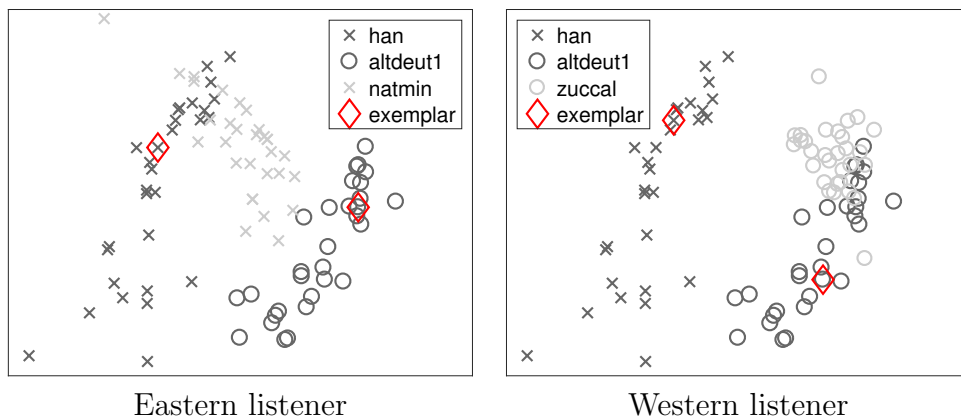 han
altdeut1
natmin
exemplar
han
altdeut1
zuccal
exemplar
Eastern listener
Western listener